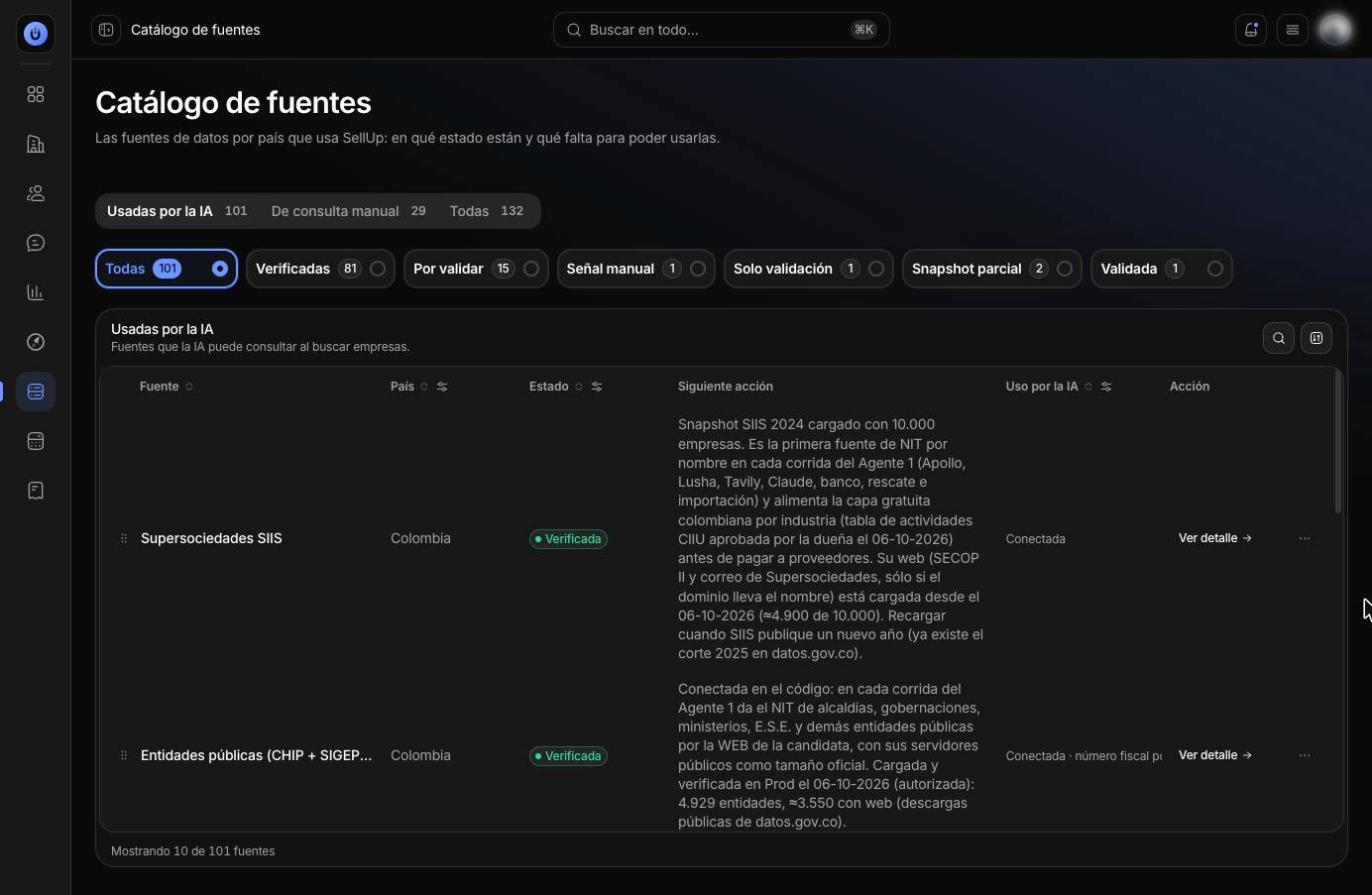 Catálogo de fuentes
Buscar en todo...
⌘K
Catálogo de fuentes
Las fuentes de datos por país que usa SellUp: en qué estado están y qué falta para poder usarlas.
Usadas por la IA 101 De consulta manual 29 Todas 132
Todas 101 Verificadas 81 Por validar 15 Señal manual 1 Solo validación 1 Snapshot parcial 2 Validada 1
Usadas por la IA
Fuentes que la IA puede consultar al buscar empresas.
Fuente País Estado Siguiente acción Uso por la IA Acción
Snapshot SIIS 2024 cargado con 10.000
empresas. Es la primera fuente de NIT por
nombre en cada corrida del Agente 1 (Apollo,
Lusha, Tavily, Claude, banco, rescate e
importación) y alimenta la capa gratuita
colombiana por industria (tabla de actividades
CIIU aprobada por la dueña el 06-10-2026)
Supersociedades SIIS Colombia Verificada Conectada Ver detalle →
antes de pagar a proveedores. Su web (SECOP
II y correo de Supersociedades, sólo si el
dominio lleva el nombre) está cargada desde el
06-10-2026 (≈4.900 de 10.000). Recargar
cuando SIIS publique un nuevo año (ya existe el
corte 2025 en datos.gov.co).
Conectada en el código: en cada corrida del
Agente 1 da el NIT de alcaldías, gobernaciones,
ministerios, E.S.E. y demás entidades públicas
Entidades públicas (CHIP + SIGEP... Colombia Verificada Conectada · número fiscal Ver detalle →
por la WEB de la candidata, con sus servidores
públicos como tamaño oficial. Cargada y
verificada en Prod el 06-10-2026 (autorizada):
4.929 entidades, ≈3.550 con web (descargas
públicas de datos.gov.co).
Mostrando 10 de 101 fuentes